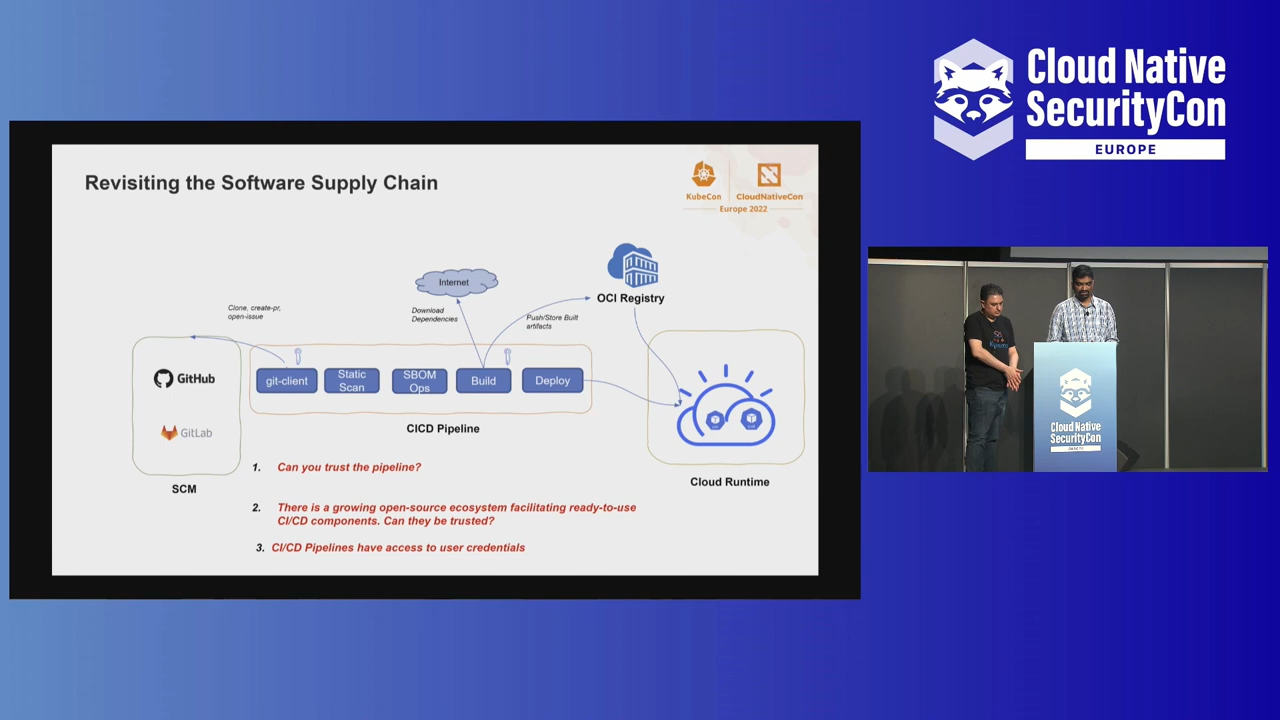 Cloud Native
SecurityCon
EUROPE
Revisiting the Software Supply Chain
KubeCon
CloudNativeCon
Europe 2022
Internet
OCI Registry
Clone, create-pr,
open-issue
Download
Dependencies
Push/Store Built
artifacts
GitHub
GitLab
SCM
git-client
Static
Scan
SBOM
Ops
Build
Deploy
CICD Pipeline
Cloud Runtime
1. Can you trust the pipeline?
2. There is a growing open-source ecosystem facilitating ready-to-use
CI/CD components. Can they be trusted?
3. CI/CD Pipelines have access to user credentials
Cloud Native
SecurityCon